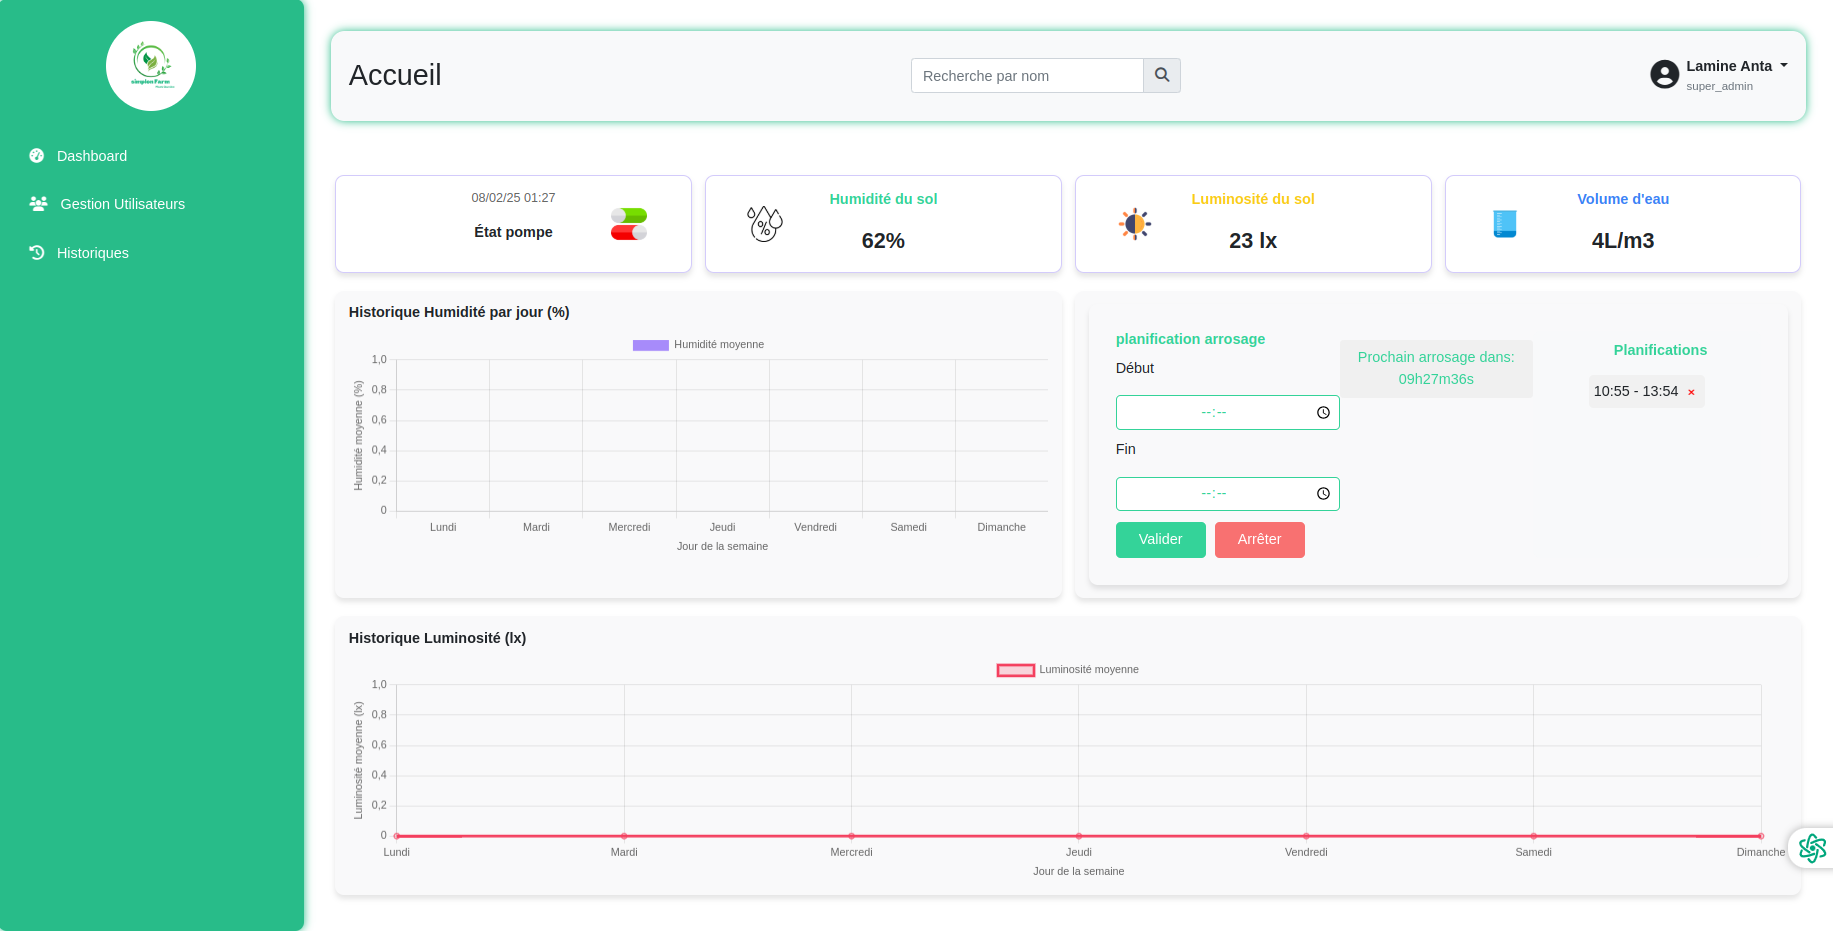 simplon Farm
Dashboard
Gestion Utilisateurs
Historiques
Accueil
Recherche par nom
Lamine Anta
super_admin
08/02/25 01:27
État pompe
Humidité du sol
62%
Luminosité du sol
23 lx
Volume d'eau
4L/m3
Historique Humidité par jour (%)
Humidité moyenne
Humidité moyenne (%)
1,0
0,8
0,6
0,4
0,2
0
Lundi Mardi Mercredi Jeudi Vendredi Samedi Dimanche
Jour de la semaine
planification arrosage
Début
--:--
Fin
--:--
Valider Arrêter
Prochain arrosage dans:
09h27m36s
Planifications
10:55 - 13:54 ×
Historique Luminosité (lx)
Luminosité moyenne
Luminosité moyenne (lx)
1,0
0,8
0,6
0,4
0,2
0
Lundi Mardi Mercredi Jeudi Vendredi Samedi Dimanche
Jour de la semaine